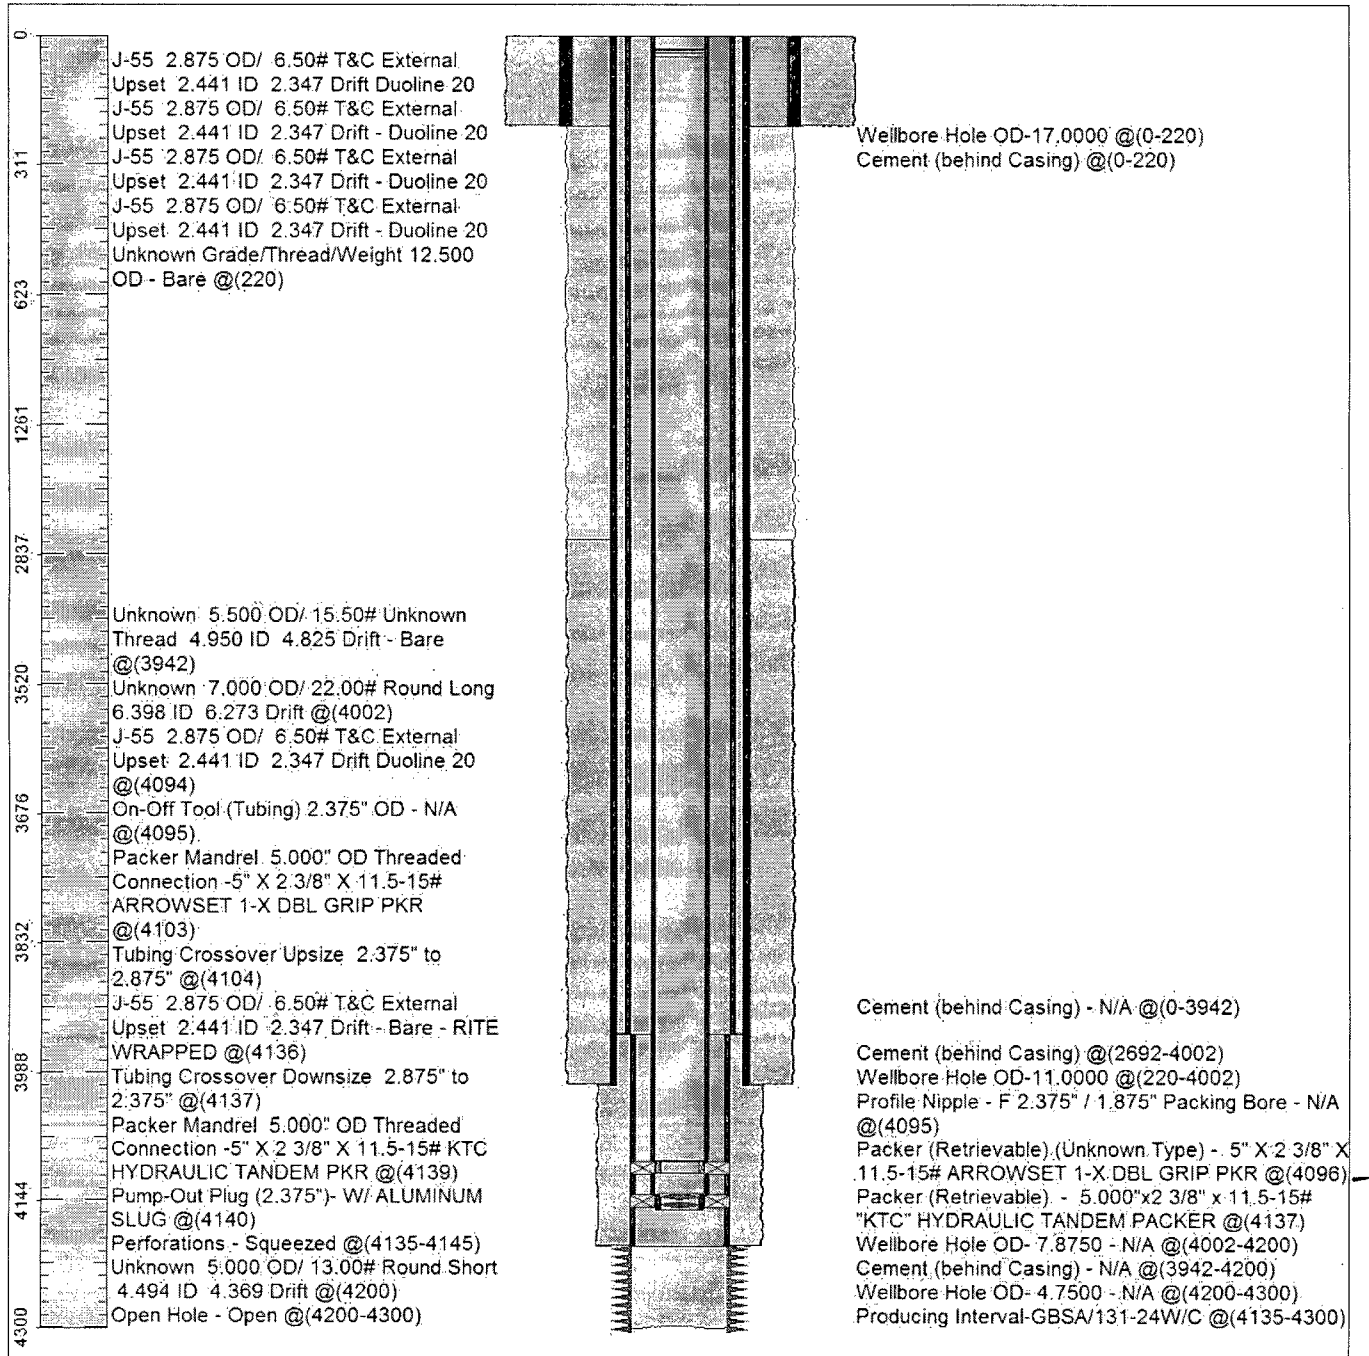 0
311
623
1261
2837
3520
3676
3832
3988
4144
4300
J-55 2.875 OD/ 6.50# T&C External
Upset 2.441 ID 2.347 Drift Duoline 20
J-55 2.875 OD/ 6.50# T&C External
Upset 2.441 ID 2.347 Drift - Duoline 20
J-55 2.875 OD/ 6.50# T&C External
Upset 2.441 ID 2.347 Drift - Duoline 20
J-55 2.875 OD/ 6.50# T&C External
Upset 2.441 ID 2.347 Drift - Duoline 20
Unknown Grade/Thread/Weight 12.500
OD - Bare @(220)
Unknown 5.500 OD/ 15.50# Unknown
Thread 4.950 ID 4.825 Drift - Bare
@(3942)
Unknown 7.000 OD/ 22.00# Round Long
6.398 ID 6.273 Drift @(4002)
J-55 2.875 OD/ 6.50# T&C External
Upset 2.441 ID 2.347 Drift Duoline 20
@(4094)
On-Off Tool (Tubing) 2.375" OD - N/A
@(4095)
Packer Mandrel 5.000" OD Threaded
Connection -5" X 2 3/8" X 11.5-15#
ARROWSET 1-X DBL GRIP PKR
@(4103)
Tubing Crossover Upsize 2.375" to
2.875" @(4104)
J-55 2.875 OD/ 6.50# T&C External
Upset 2.441 ID 2.347 Drift - Bare - RITE
WRAPPED @(4136)
Tubing Crossover Downsize 2.875" to
2.375" @(4137)
Packer Mandrel 5.000" OD Threaded
Connection -5" X 2 3/8" X 11.5-15# KTC
HYDRAULIC TANDEM PKR @(4139)
Pump-Out Plug (2.375")- W/ ALUMINUM
SLUG @(4140)
Perforations - Squeezed @(4135-4145)
Unknown 5.000 OD/ 13.00# Round Short
4.494 ID 4.369 Drift @(4200)
Open Hole - Open @(4200-4300)
Wellbore Hole OD-17.0000 @(0-220)
Cement (behind Casing) @(0-220)
Cement (behind Casing) - N/A @(0-3942)
Cement (behind Casing) @(2692-4002)
Wellbore Hole OD-11.0000 @(220-4002)
Profile Nipple - F 2.375" / 1.875" Packing Bore - N/A
@(4095)
Packer (Retrievable) (Unknown Type) - 5" X 2 3/8" X
11.5-15# ARROWSET 1-X DBL GRIP PKR @(4096)
Packer (Retrievable) - 5.000"x2 3/8" x 11.5-15#
"KTC" HYDRAULIC TANDEM PACKER @(4137)
Wellbore Hole OD- 7.8750 - N/A @(4002-4200)
Cement (behind Casing) - N/A @(3942-4200)
Wellbore Hole OD- 4.7500 - N/A @(4200-4300)
Producing Interval-GBSA/131-24W/C @(4135-4300)